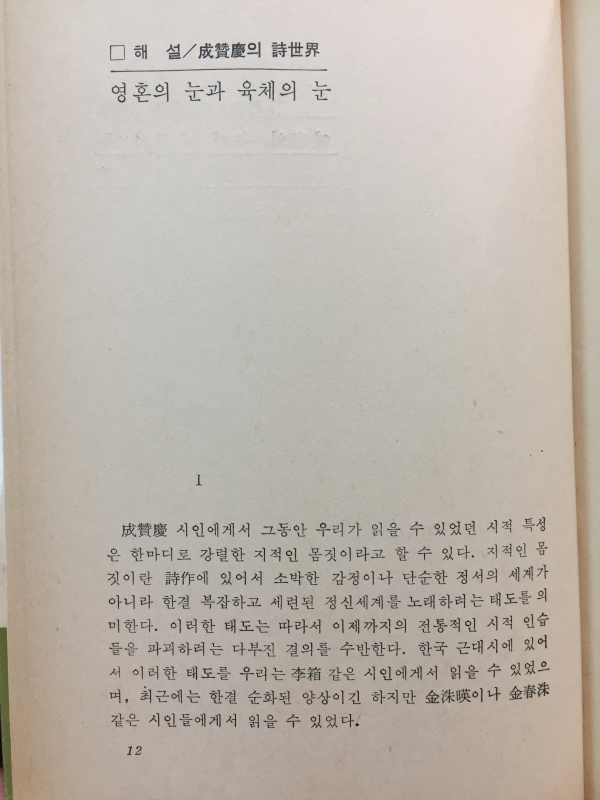 □ 해 설/成贊慶의 詩世界
영혼의 눈과 육체의 눈
I
成贊慶 시인에게서 그동안 우리가 읽을 수 있었던 시적 특성
은 한마디로 강렬한 지적인 몸짓이라고 할 수 있다. 지적인 몸
짓이란 詩作에 있어서 소박한 감정이나 단순한 정서의 세계가
아니라 한결 복잡하고 세련된 정신세계를 노래하려는 태도를 의
미한다. 이러한 태도는 따라서 이제까지의 전통적인 시적 인습
들을 파괴하려는 다부진 결의를 수반한다. 한국 근대시에 있어
서 이러한 태도를 우리는 李箱 같은 시인에게서 읽을 수 있었으
며, 최근에는 한결 순화된 양상이긴 하지만 金洙暎이나 金春洙
같은 시인들에게서 읽을 수 있었다.
12